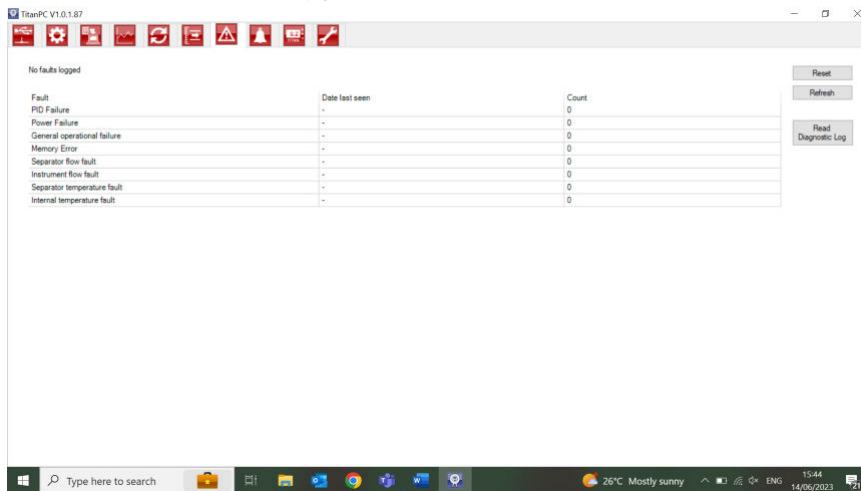 TitanPC V1.0.1.87
No faults logged
Reset
Refresh
Read
Diagnostic Log
Fault Date last seen Count
PID Failure - 0
Power Failure - 0
General operational failure - 0
Memory Error - 0
Separator flow fault - 0
Instrument flow fault - 0
Separator temperature fault - 0
Internal temperature fault - 0
Type here to search
26°C Mostly sunny
ENG
15:44
14/06/2023
21